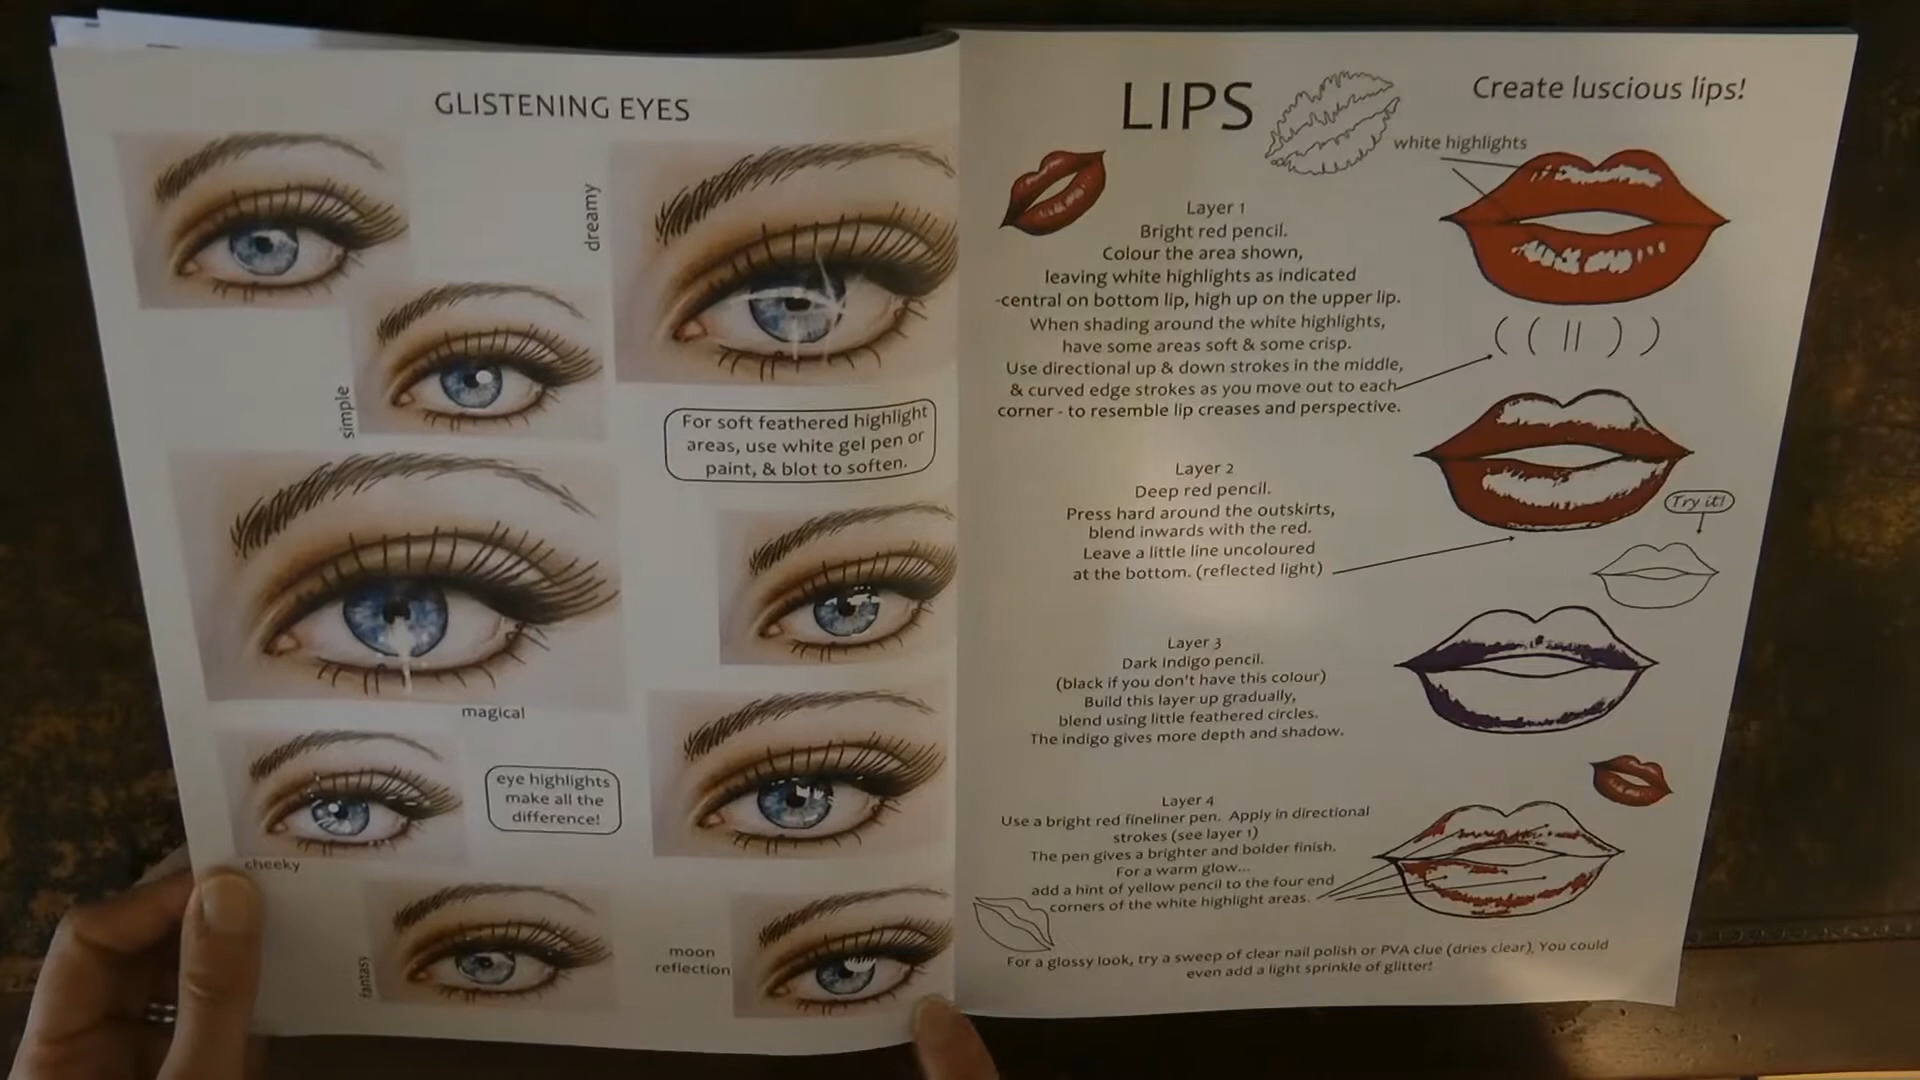 GLISTENING EYES
dreamy
simple
For soft feathered highlight
areas, use white gel pen or
paint, & blot to soften.
magical
eye highlights
make all the
difference!
cheeky
fantasy
moon
reflection
LIPS
Create luscious lips!
white highlights
Layer 1
Bright red pencil.
Colour the area shown,
leaving white highlights as indicated
-central on bottom lip, high up on the upper lip.
When shading around the white highlights,
have some areas soft & some crisp.
Use directional up & down strokes in the middle,
& curved edge strokes as you move out to each
corner - to resemble lip creases and perspective.
( ( || ) )
Layer 2
Deep red pencil.
Press hard around the outskirts,
blend inwards with the red.
Leave a little line uncoloured
at the bottom. (reflected light)
Try it!
Layer 3
Dark Indigo pencil.
(black if you don't have this colour)
Build this layer up gradually,
blend using little feathered circles.
The indigo gives more depth and shadow.
Layer 4
Use a bright red fineliner pen. Apply in directional
strokes (see layer 1)
The pen gives a brighter and bolder finish.
For a warm glow...
add a hint of yellow pencil to the four end
corners of the white highlight areas.
For a glossy look, try a sweep of clear nail polish or PVA clue (dries clear), You could
even add a light sprinkle of glitter!